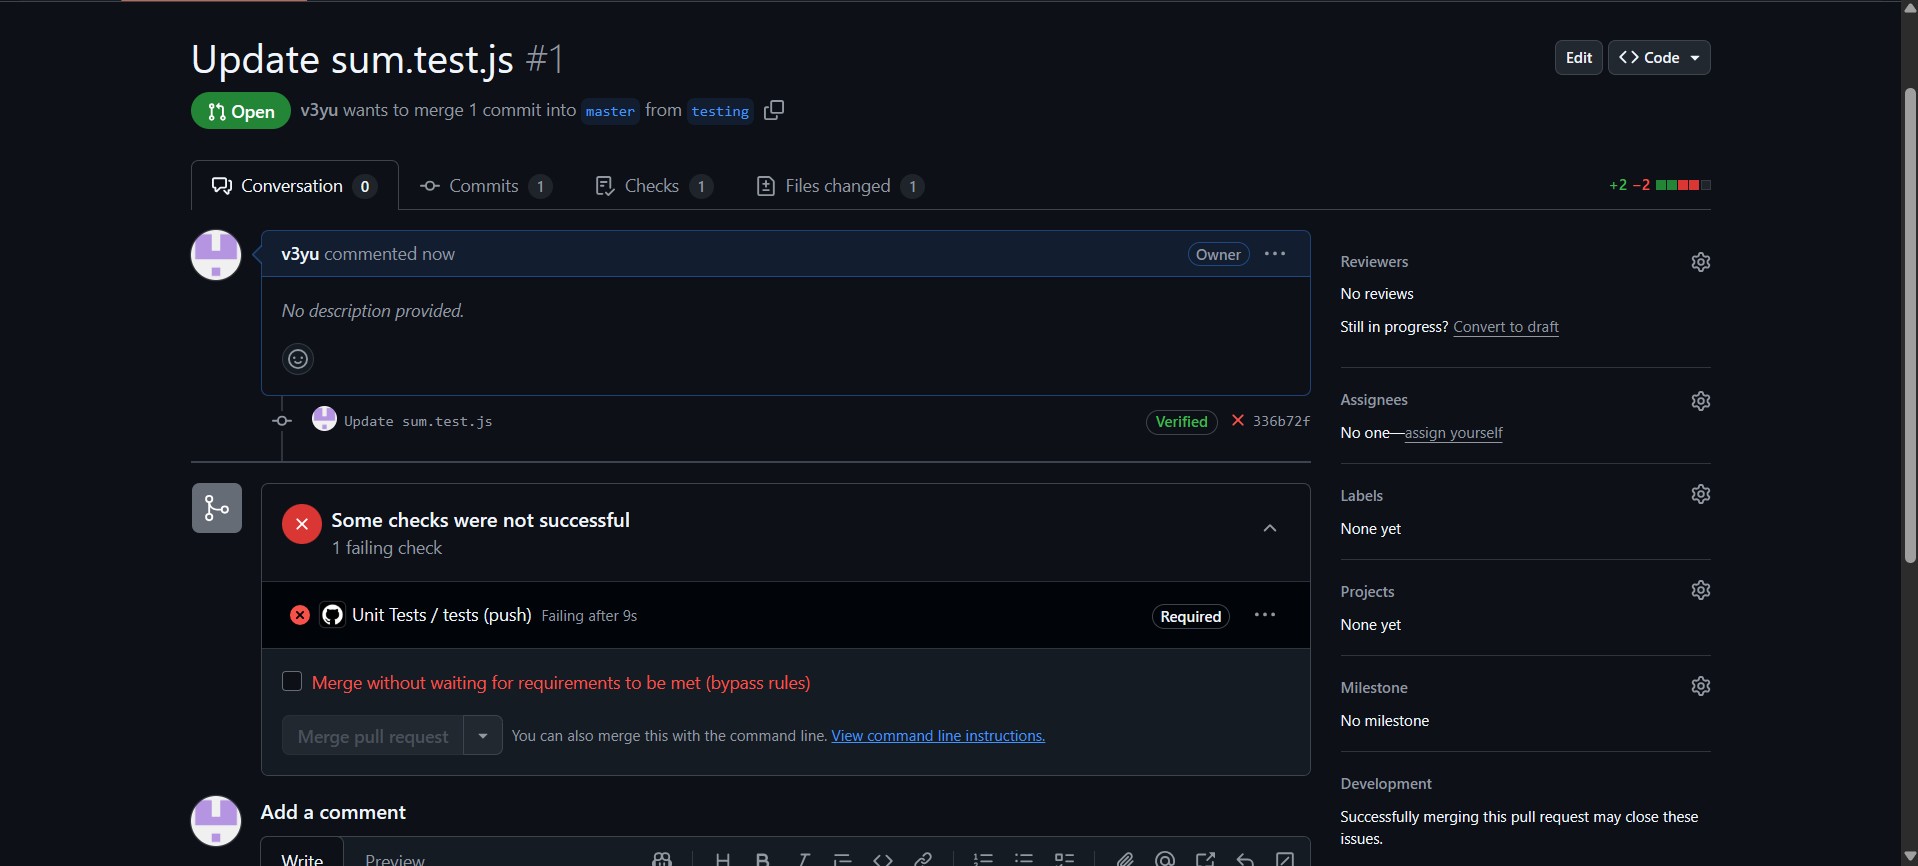 Update sum.test.js #1
Edit
Code
Open
v3yu wants to merge 1 commit into master from testing
Conversation 0
Commits 1
Checks 1
Files changed 1
+2 −2
v3yu commented now
Owner
No description provided.
Update sum.test.js
Verified
336b72f
Some checks were not successful
1 failing check
Unit Tests / tests (push) Failing after 9s
Required
Merge without waiting for requirements to be met (bypass rules)
Merge pull request
You can also merge this with the command line. View command line instructions.
Add a comment
Write
Preview
Reviewers
No reviews
Still in progress? Convert to draft
Assignees
No one—assign yourself
Labels
None yet
Projects
None yet
Milestone
No milestone
Development
Successfully merging this pull request may close these
issues.